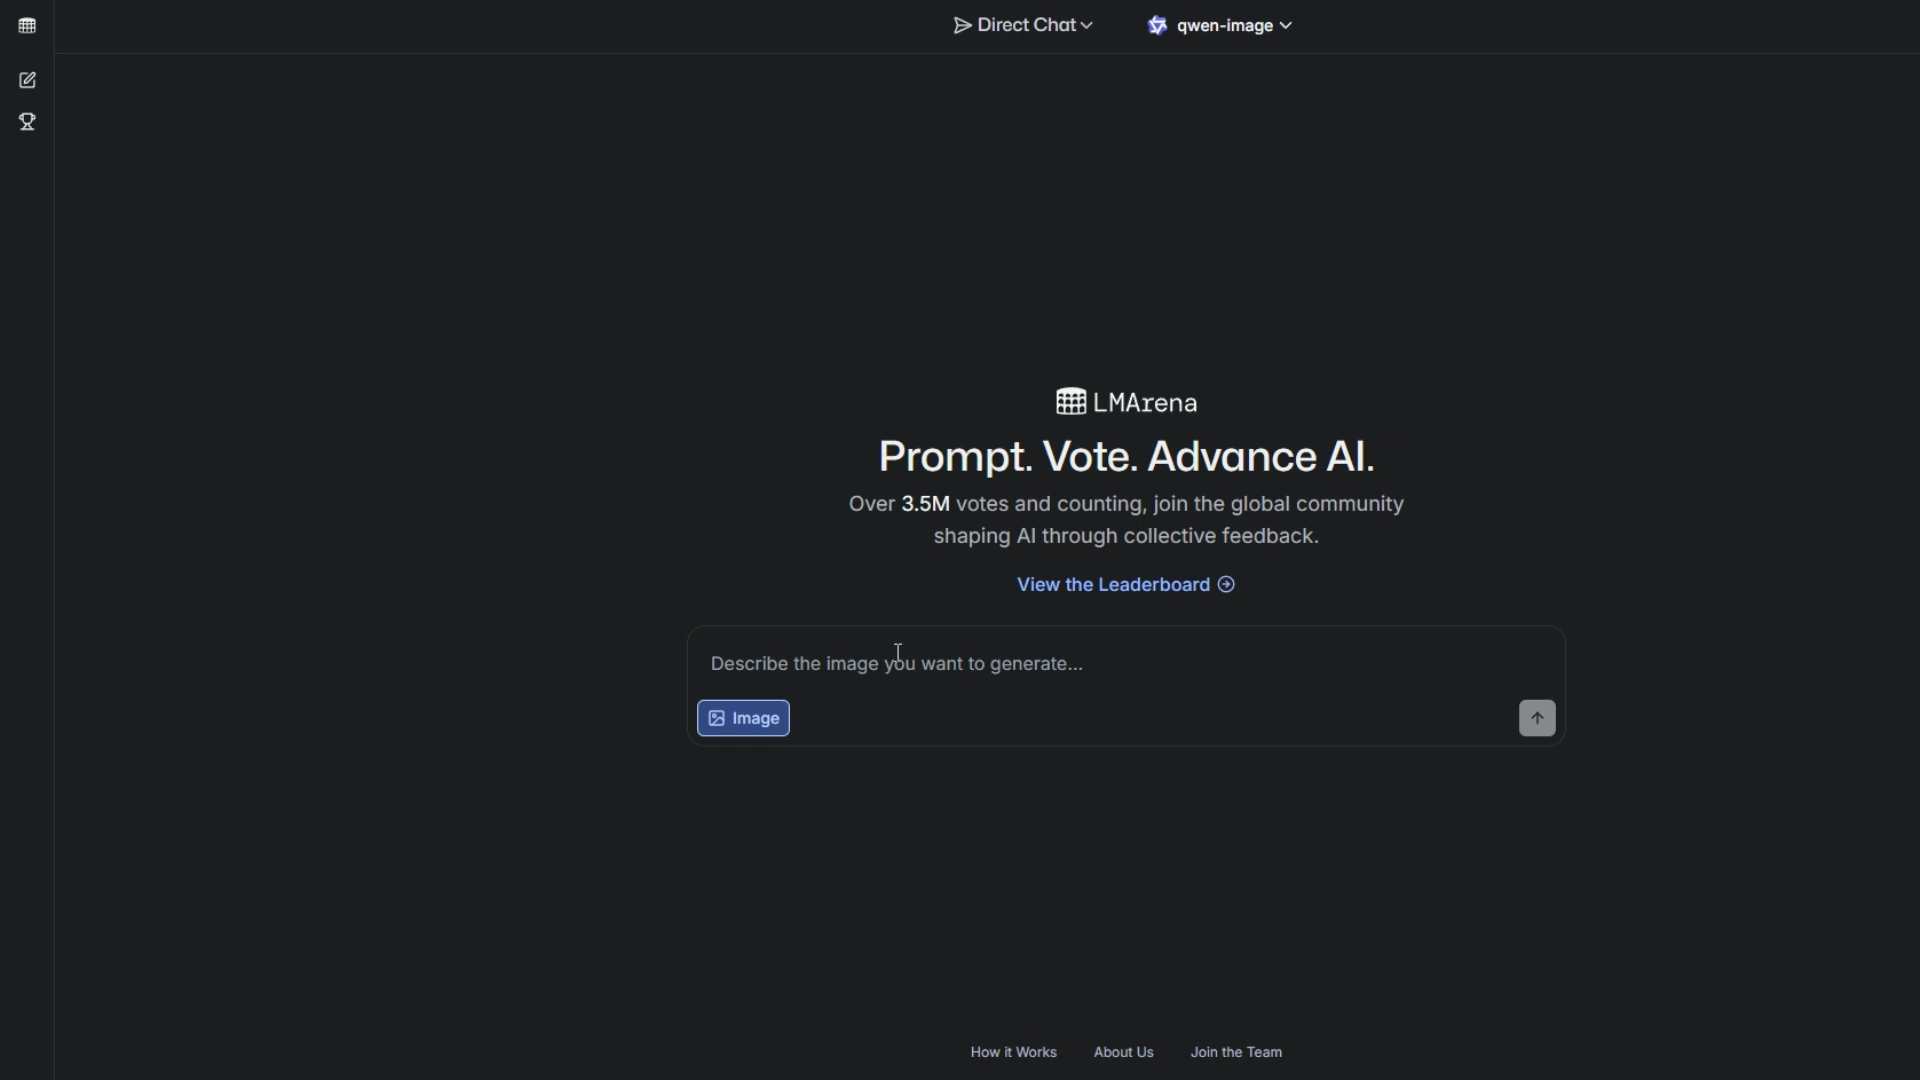 Direct Chat
qwen-image
LMArena
Prompt. Vote. Advance AI.
Over 3.5M votes and counting, join the global community
shaping AI through collective feedback.
View the Leaderboard
Describe the image you want to generate...
Image
How it Works
About Us
Join the Team